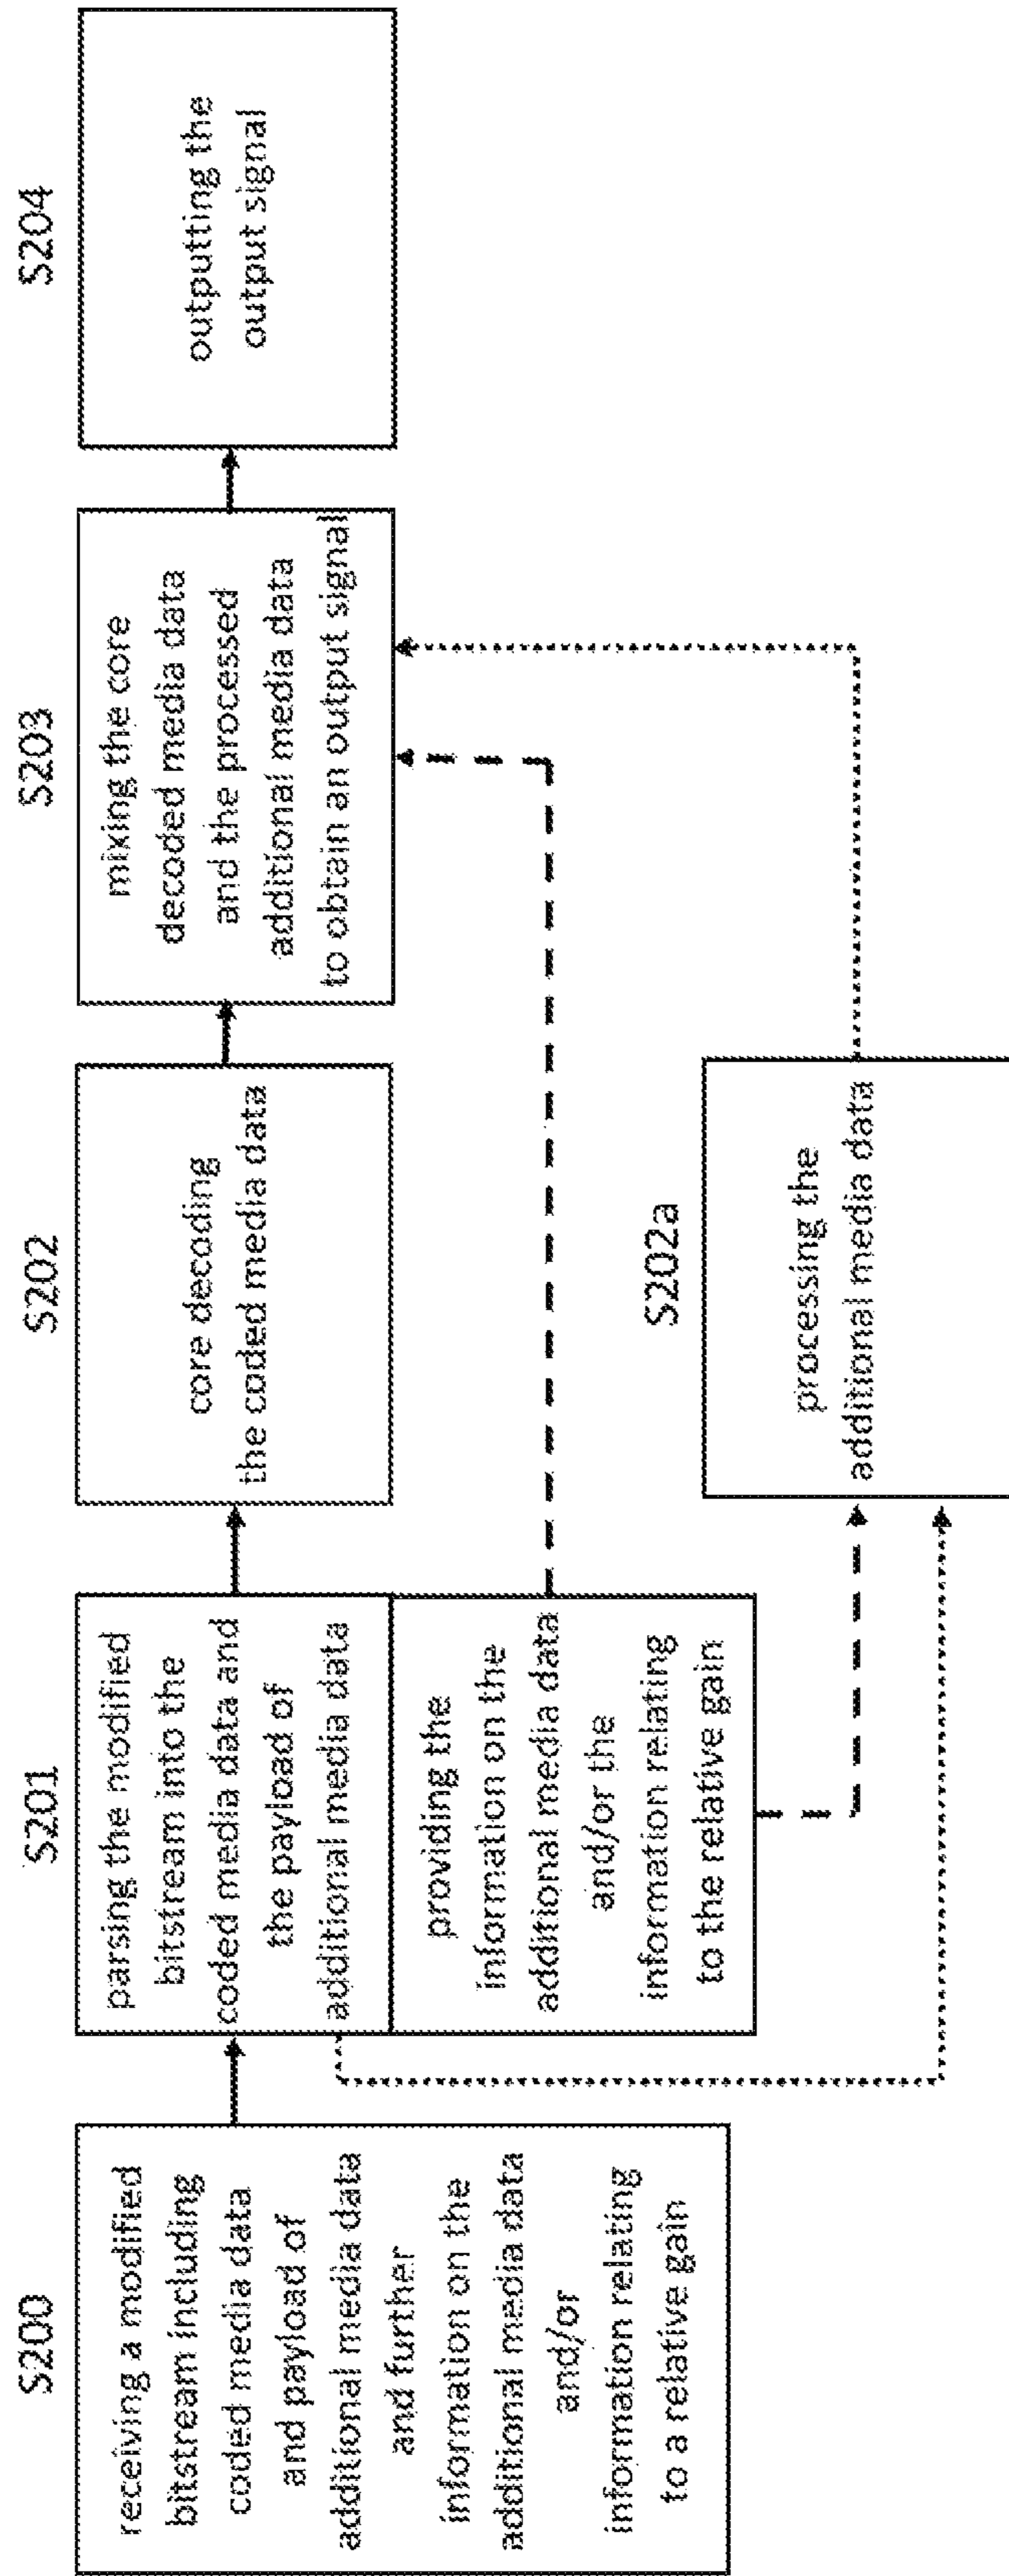 S200
receiving a modified
bitstream including
coded media data
and payload of
additional media data
and further
information on the
additional media data
and/or
information relating
to a relative gain
S201
parsing the modified
bitstream into the
coded media data and
the payload of
additional media data
providing the
information on the
additional media data
and/or the
information relating
to the relative gain
S202
core decoding
the coded media data
S202a
processing the
additional media data
S203
mixing the core
decoded media data
and the processed
additional media data
to obtain an output signal
S204
outputting the
output signal